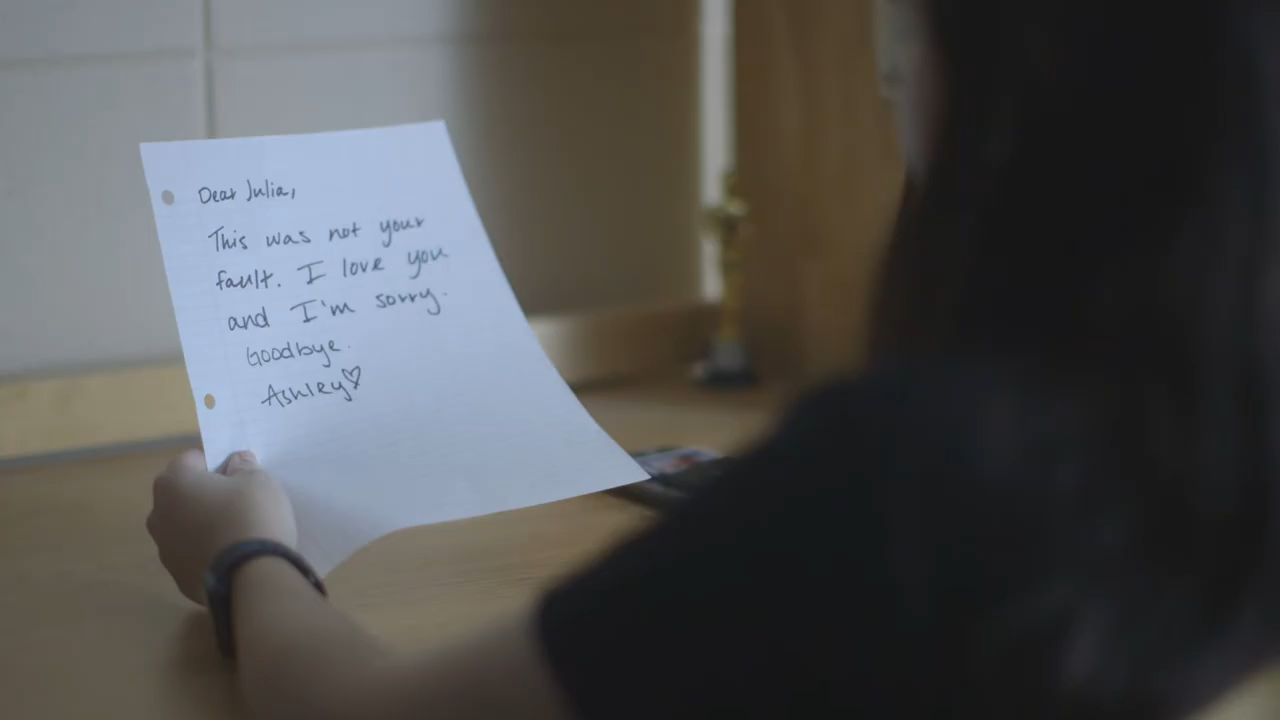 Dear Julia,
This was not your
fault. I love you
and I'm sorry.
Goodbye.
Ashley♡